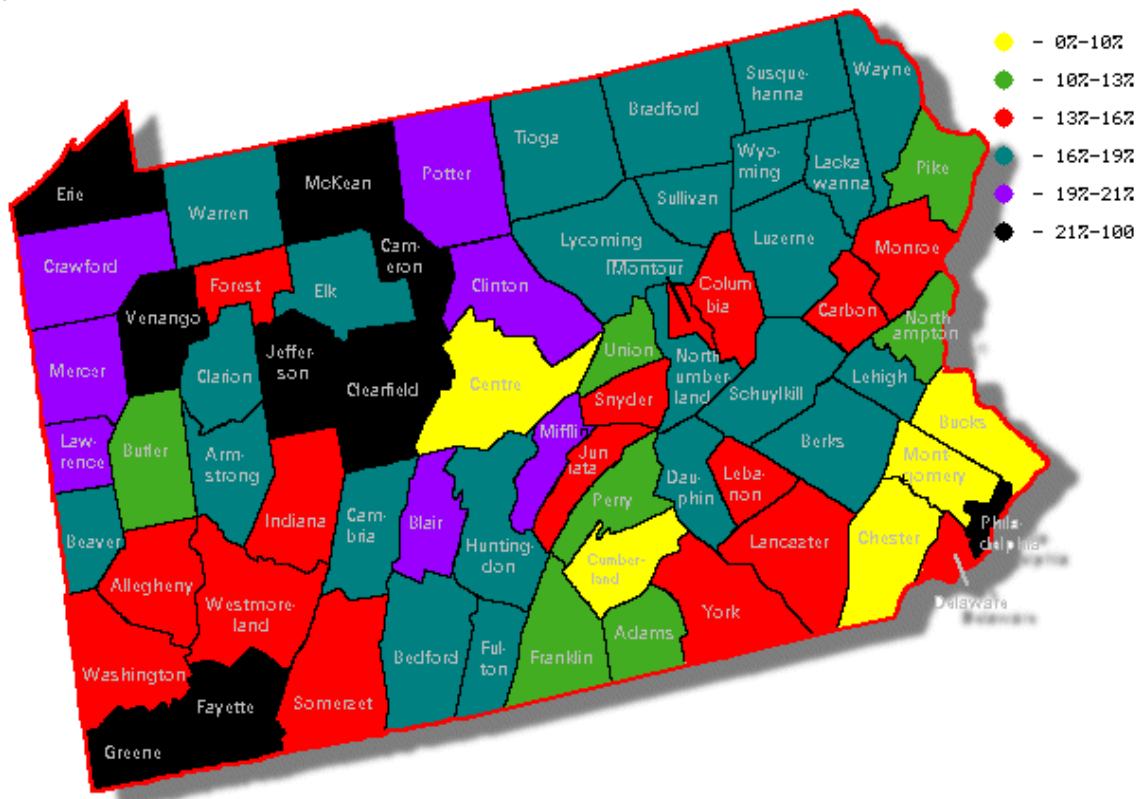 - 0%-10%
- 10%-13%
- 13%-16%
- 16%-19%
- 19%-21%
- 21%-100
Erie
Crawford
Warren
McKean
Potter
Tioga
Bradford
Susque-
hanna
Wayne
Wyo-
ming
Lacka
wanna
Pike
Sullivan
Mercer
Venango
Forest
Elk
Cam-
eron
Clinton
Lycoming
Montour
Colum
bia
Luzerne
Monroe
Carbon
North
ampton
Law-
rence
Butler
Clarion
Jeffer-
son
Clearfield
Centre
Union
Snyder
North
umber-
land
Schuylkill
Lehigh
Bucks
Arm-
strong
Mifflin
Jun
iata
Berks
Mont-
gomery
Beaver
Indiana
Cam-
bria
Blair
Hunting-
don
Perry
Dau-
phin
Leba-
non
Lancazter
Chester
Phila-
delphia
Allegheny
Westmore-
land
Cumber-
land
Washington
Fayette
Somerzet
Bedford
Ful-
ton
Franklin
Adams
York
Delaware
Greene